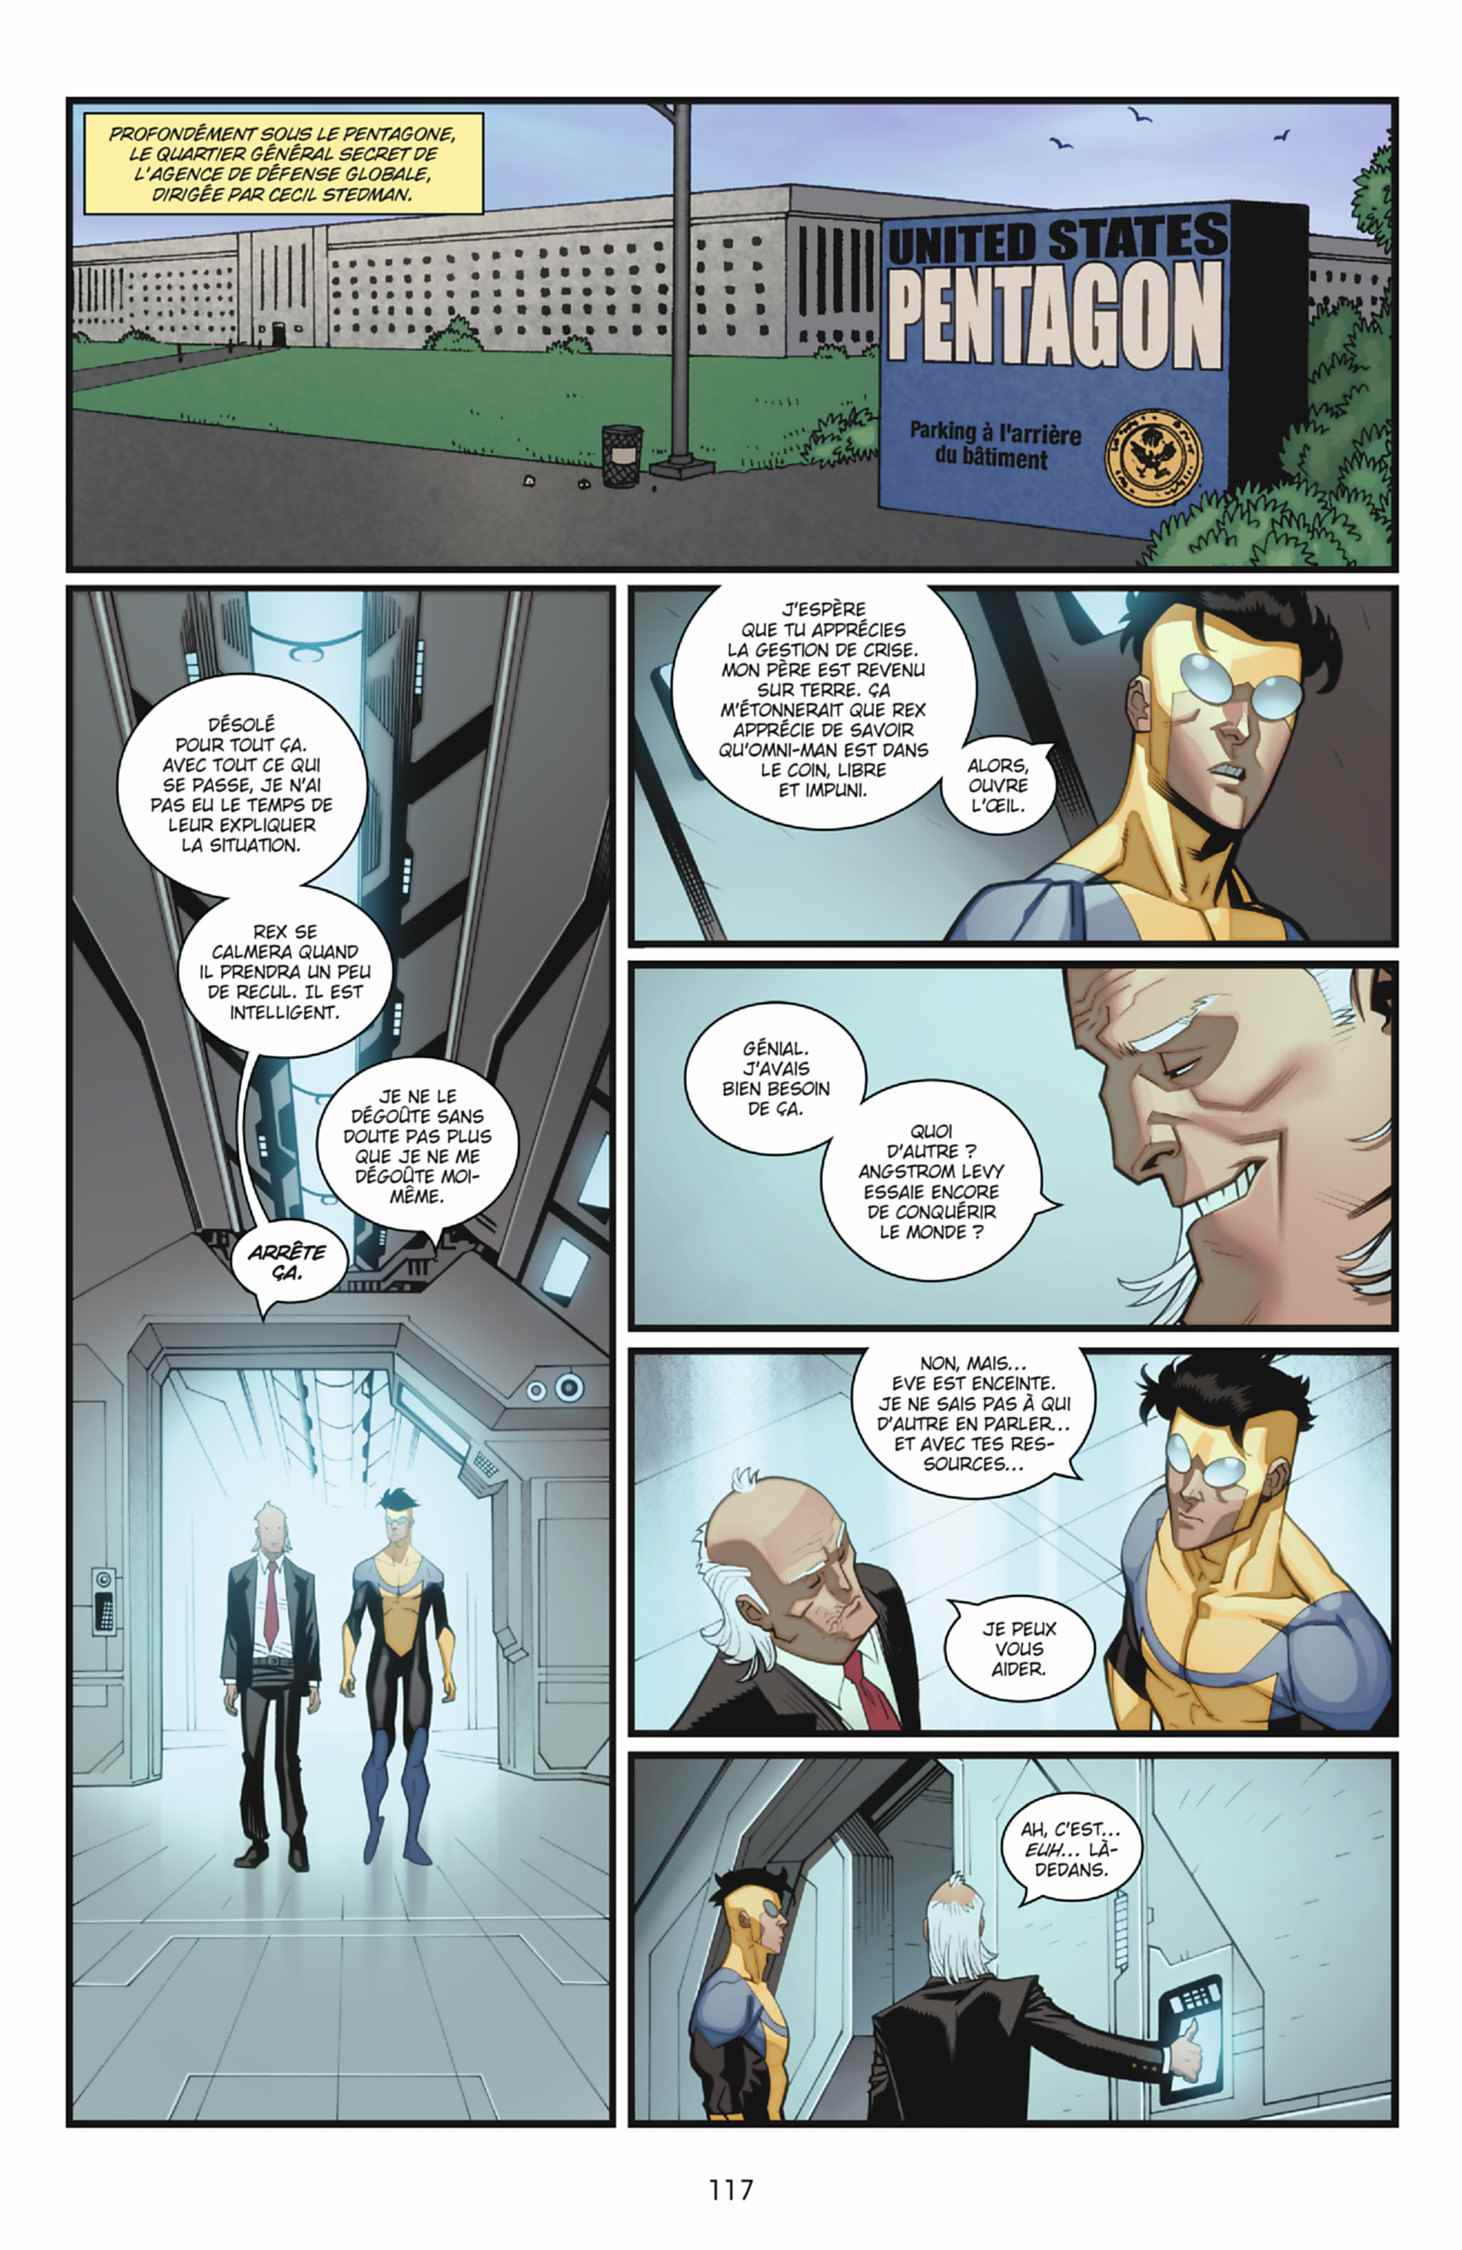 PROFONDÉMENT SOUS LE PENTAGONE,
LE QUARTIER GÉNÉRAL SECRET DE
L'AGENCE DE DÉFENSE GLOBALE,
DIRIGÉE PAR CECIL STEDMAN.
UNITED STATES
PENTAGON
Parking à l'arrière
du bâtiment
DÉSOLÉ
POUR TOUT ÇA.
AVEC TOUT CE QUI
SE PASSE, JE N'AI
PAS EU LE TEMPS DE
LEUR EXPLIQUER
LA SITUATION.
REX SE
CALMERA QUAND
IL PRENDRA UN PEU
DE RECUL. IL EST
INTELLIGENT.
JE NE LE
DÉGOÛTE SANS
DOUTE PAS PLUS
QUE JE NE ME
DÉGOÛTE MOI-
MÊME.
ARRÊTE
ÇA.
J'ESPÈRE
QUE TU APPRÉCIES
LA GESTION DE CRISE.
MON PÈRE EST REVENU
SUR TERRE. ÇA
M'ÉTONNERAIT QUE REX
APPRÉCIE DE SAVOIR
QU'OMNI-MAN EST DANS
LE COIN, LIBRE
ET IMPUNI.
ALORS,
OUVRE
L'ŒIL.
GÉNIAL.
J'AVAIS
BIEN BESOIN
DE ÇA.
QUOI
D'AUTRE ?
ANGSTROM LEVY
ESSAIE ENCORE
DE CONQUÉRIR
LE MONDE ?
NON, MAIS...
EVE EST ENCEINTE.
JE NE SAIS PAS À QUI
D'AUTRE EN PARLER...
ET AVEC TES RES-
SOURCES...
JE PEUX
VOUS
AIDER.
AH, C'EST...
EUH... LÀ-
DEDANS.
117